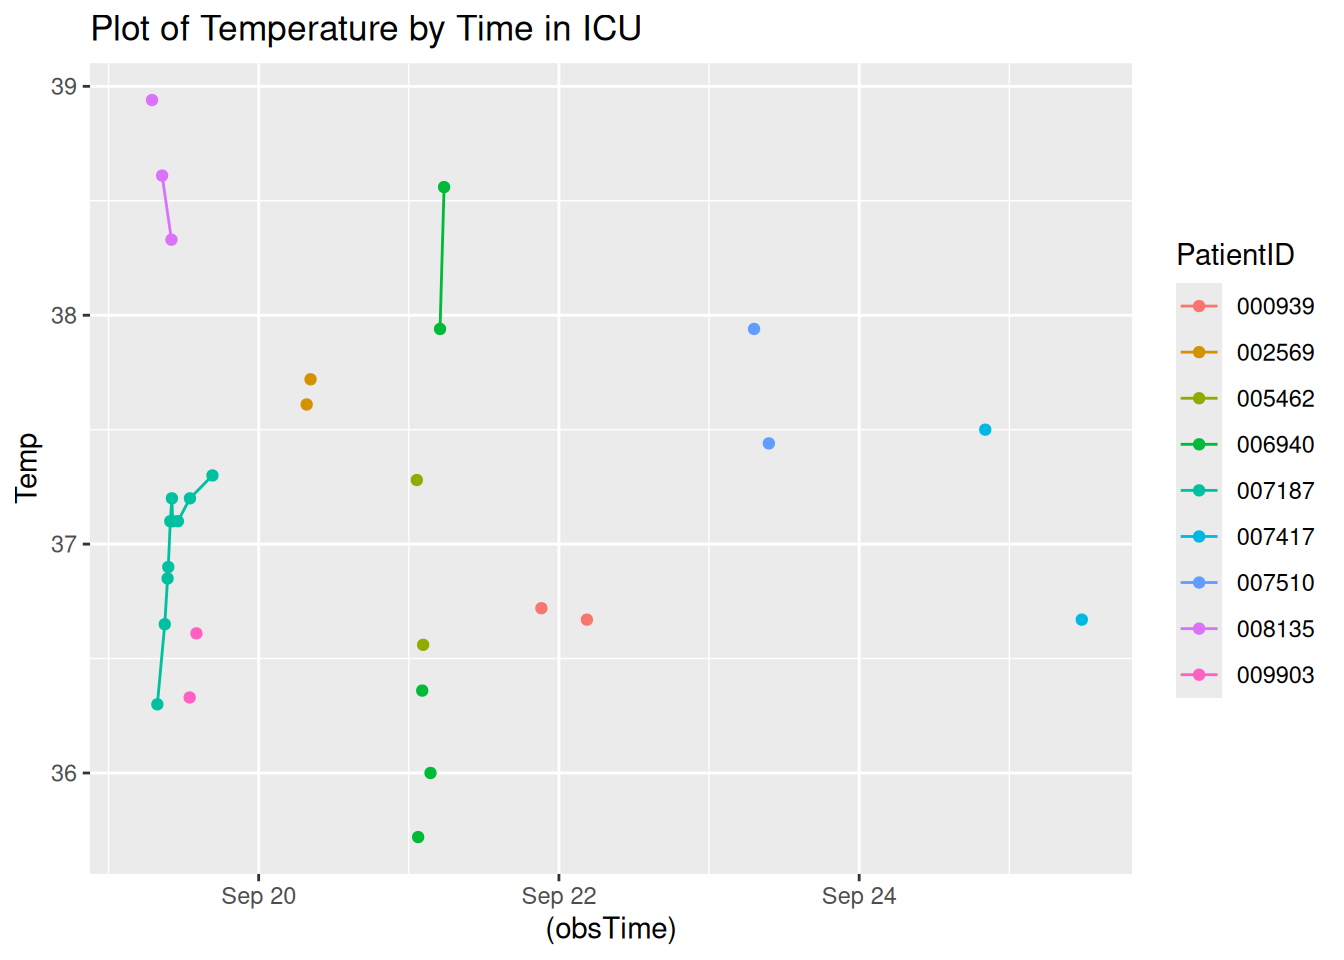 Plot of Temperature by Time in ICU
39
38
37
36
Temp
Sep 20
Sep 22
Sep 24
(obsTime)
PatientID
000939
002569
005462
006940
007187
007417
007510
008135
009903